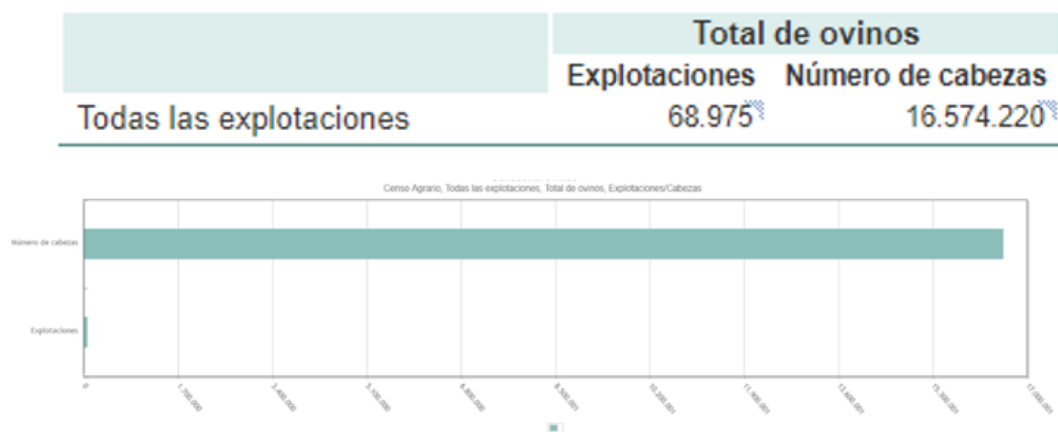 Total de ovinos
Explotaciones Número de cabezas
Todas las explotaciones 68.975 16.574.220
Censo Agrario, Todas las explotaciones, Total de ovinos, Explotaciones/Cabezas
Número de cabezas
Explotaciones
0 1.700.000 3.400.000 5.100.000 6.800.000 8.500.001 10.200.001 11.900.001 13.600.001 15.300.001 17.000.001